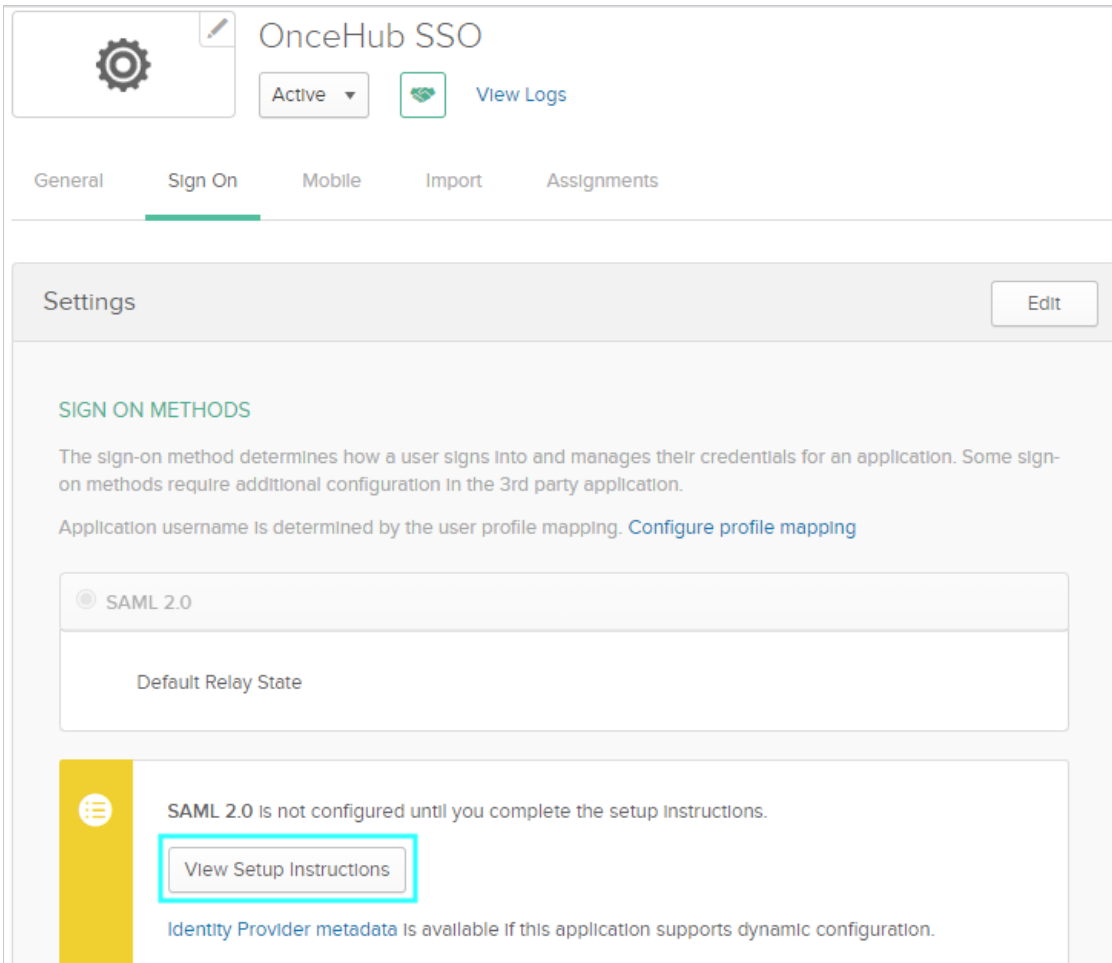 OnceHub SSO
Active
View Logs
General Sign On Mobile Import Assignments
Settings
Edit
SIGN ON METHODS
The sign-on method determines how a user signs into and manages their credentials for an application. Some sign-
on methods require additional configuration in the 3rd party application.
Application username is determined by the user profile mapping. Configure profile mapping
SAML 2.0
Default Relay State
SAML 2.0 is not configured until you complete the setup instructions.
View Setup Instructions
Identity Provider metadata is available if this application supports dynamic configuration.